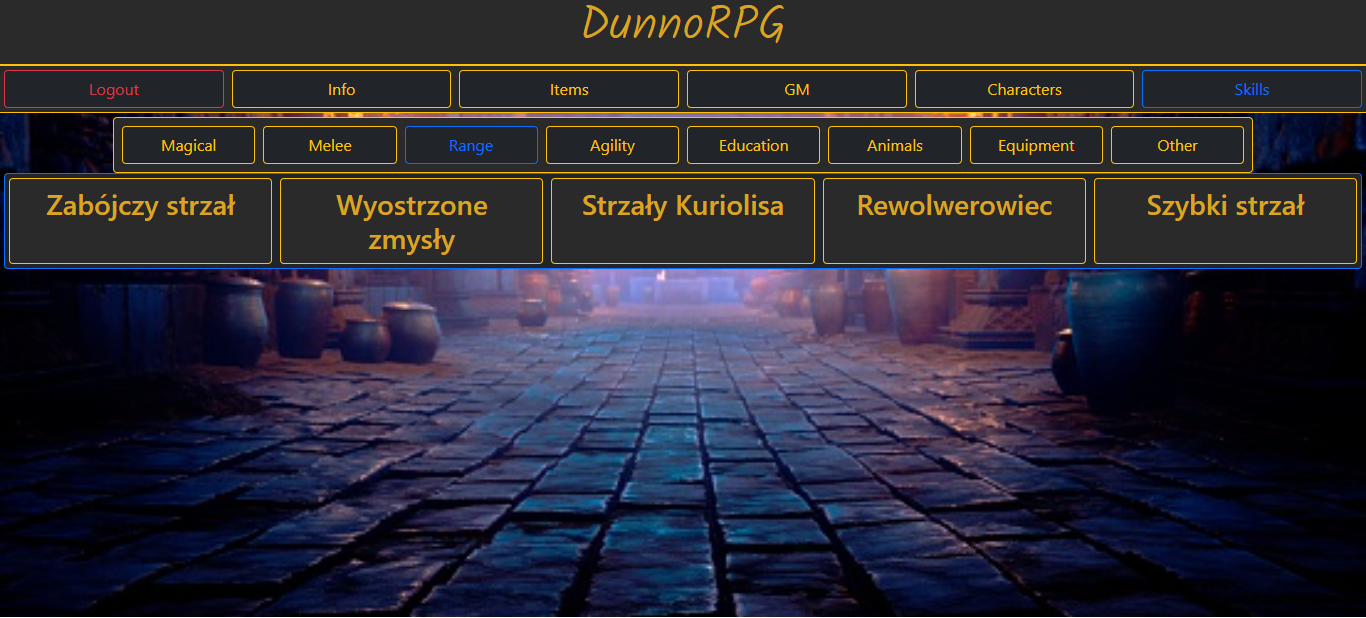 DunnoRPG
Logout Info Items GM Characters Skills
Magical Melee Range Agility Education Animals Equipment Other
Zabójczy strzał Wyostrzone Strzały Kuriolisa Rewolwerowiec Szybki strzał
zmysły